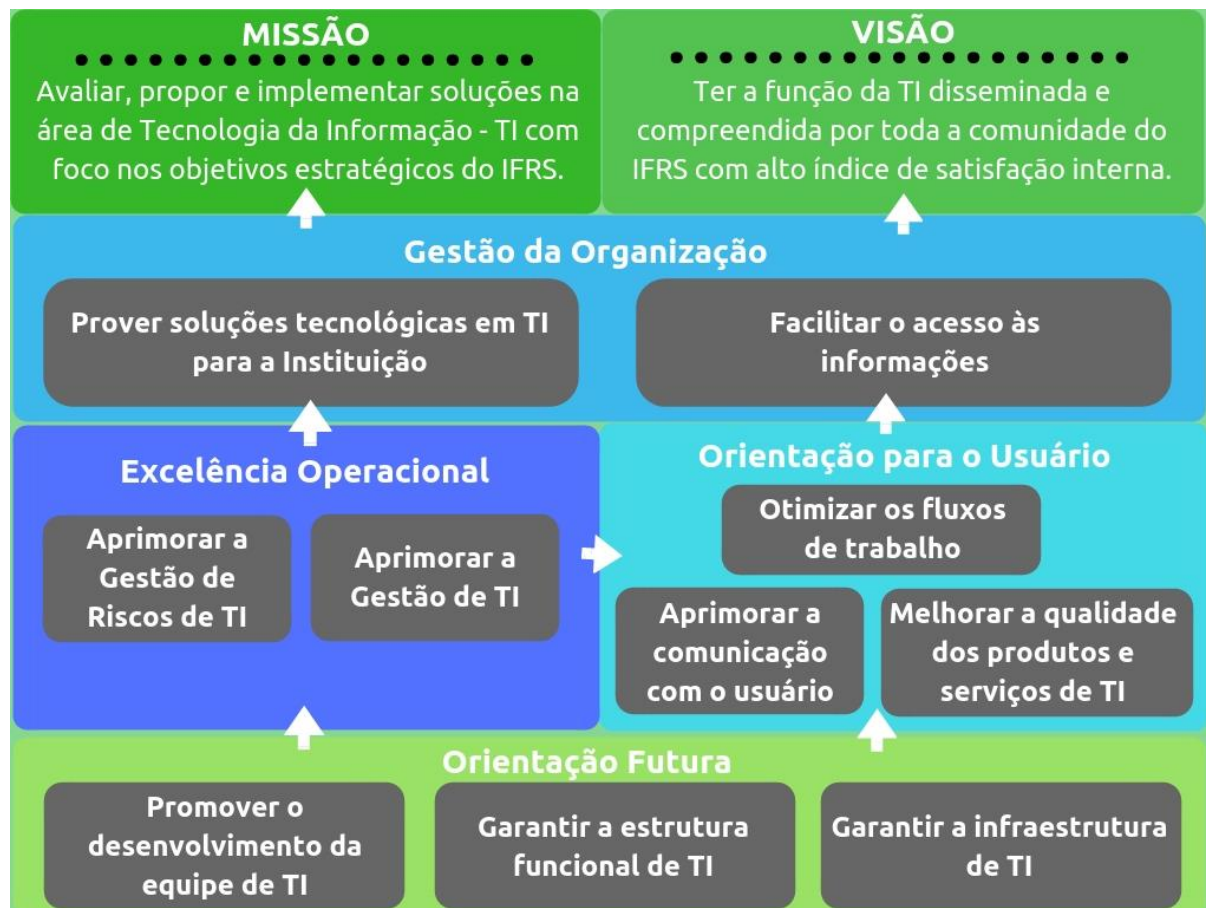 MISSÃO
Avaliar, propor e implementar soluções na
área de Tecnologia da Informação - TI com
foco nos objetivos estratégicos do IFRS.
VISÃO
Ter a função da TI disseminada e
compreendida por toda a comunidade do
IFRS com alto índice de satisfação interna.
Gestão da Organização
Prover soluções tecnológicas em TI
para a Instituição
Facilitar o acesso às
informações
Excelência Operacional
Aprimorar a
Gestão de
Riscos de TI
Aprimorar a
Gestão de TI
Orientação para o Usuário
Otimizar os fluxos
de trabalho
Aprimorar a
comunicação
com o usuário
Melhorar a qualidade
dos produtos e
serviços de TI
Orientação Futura
Promover o
desenvolvimento da
equipe de TI
Garantir a estrutura
funcional de TI
Garantir a infraestrutura
de TI